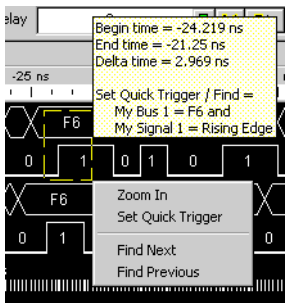 elay
Begin time = -24.219 ns
End time = -21.25 ns
Delta time = 2.969 ns
-25 ns
Set Quick Trigger / Find =
My Bus 1 = F6 and
My Signal 1 = Rising Edge
F6
0 1 0 1 0 1
F6
Zoom In
Set Quick Trigger
0 1 0
Find Next
Find Previous